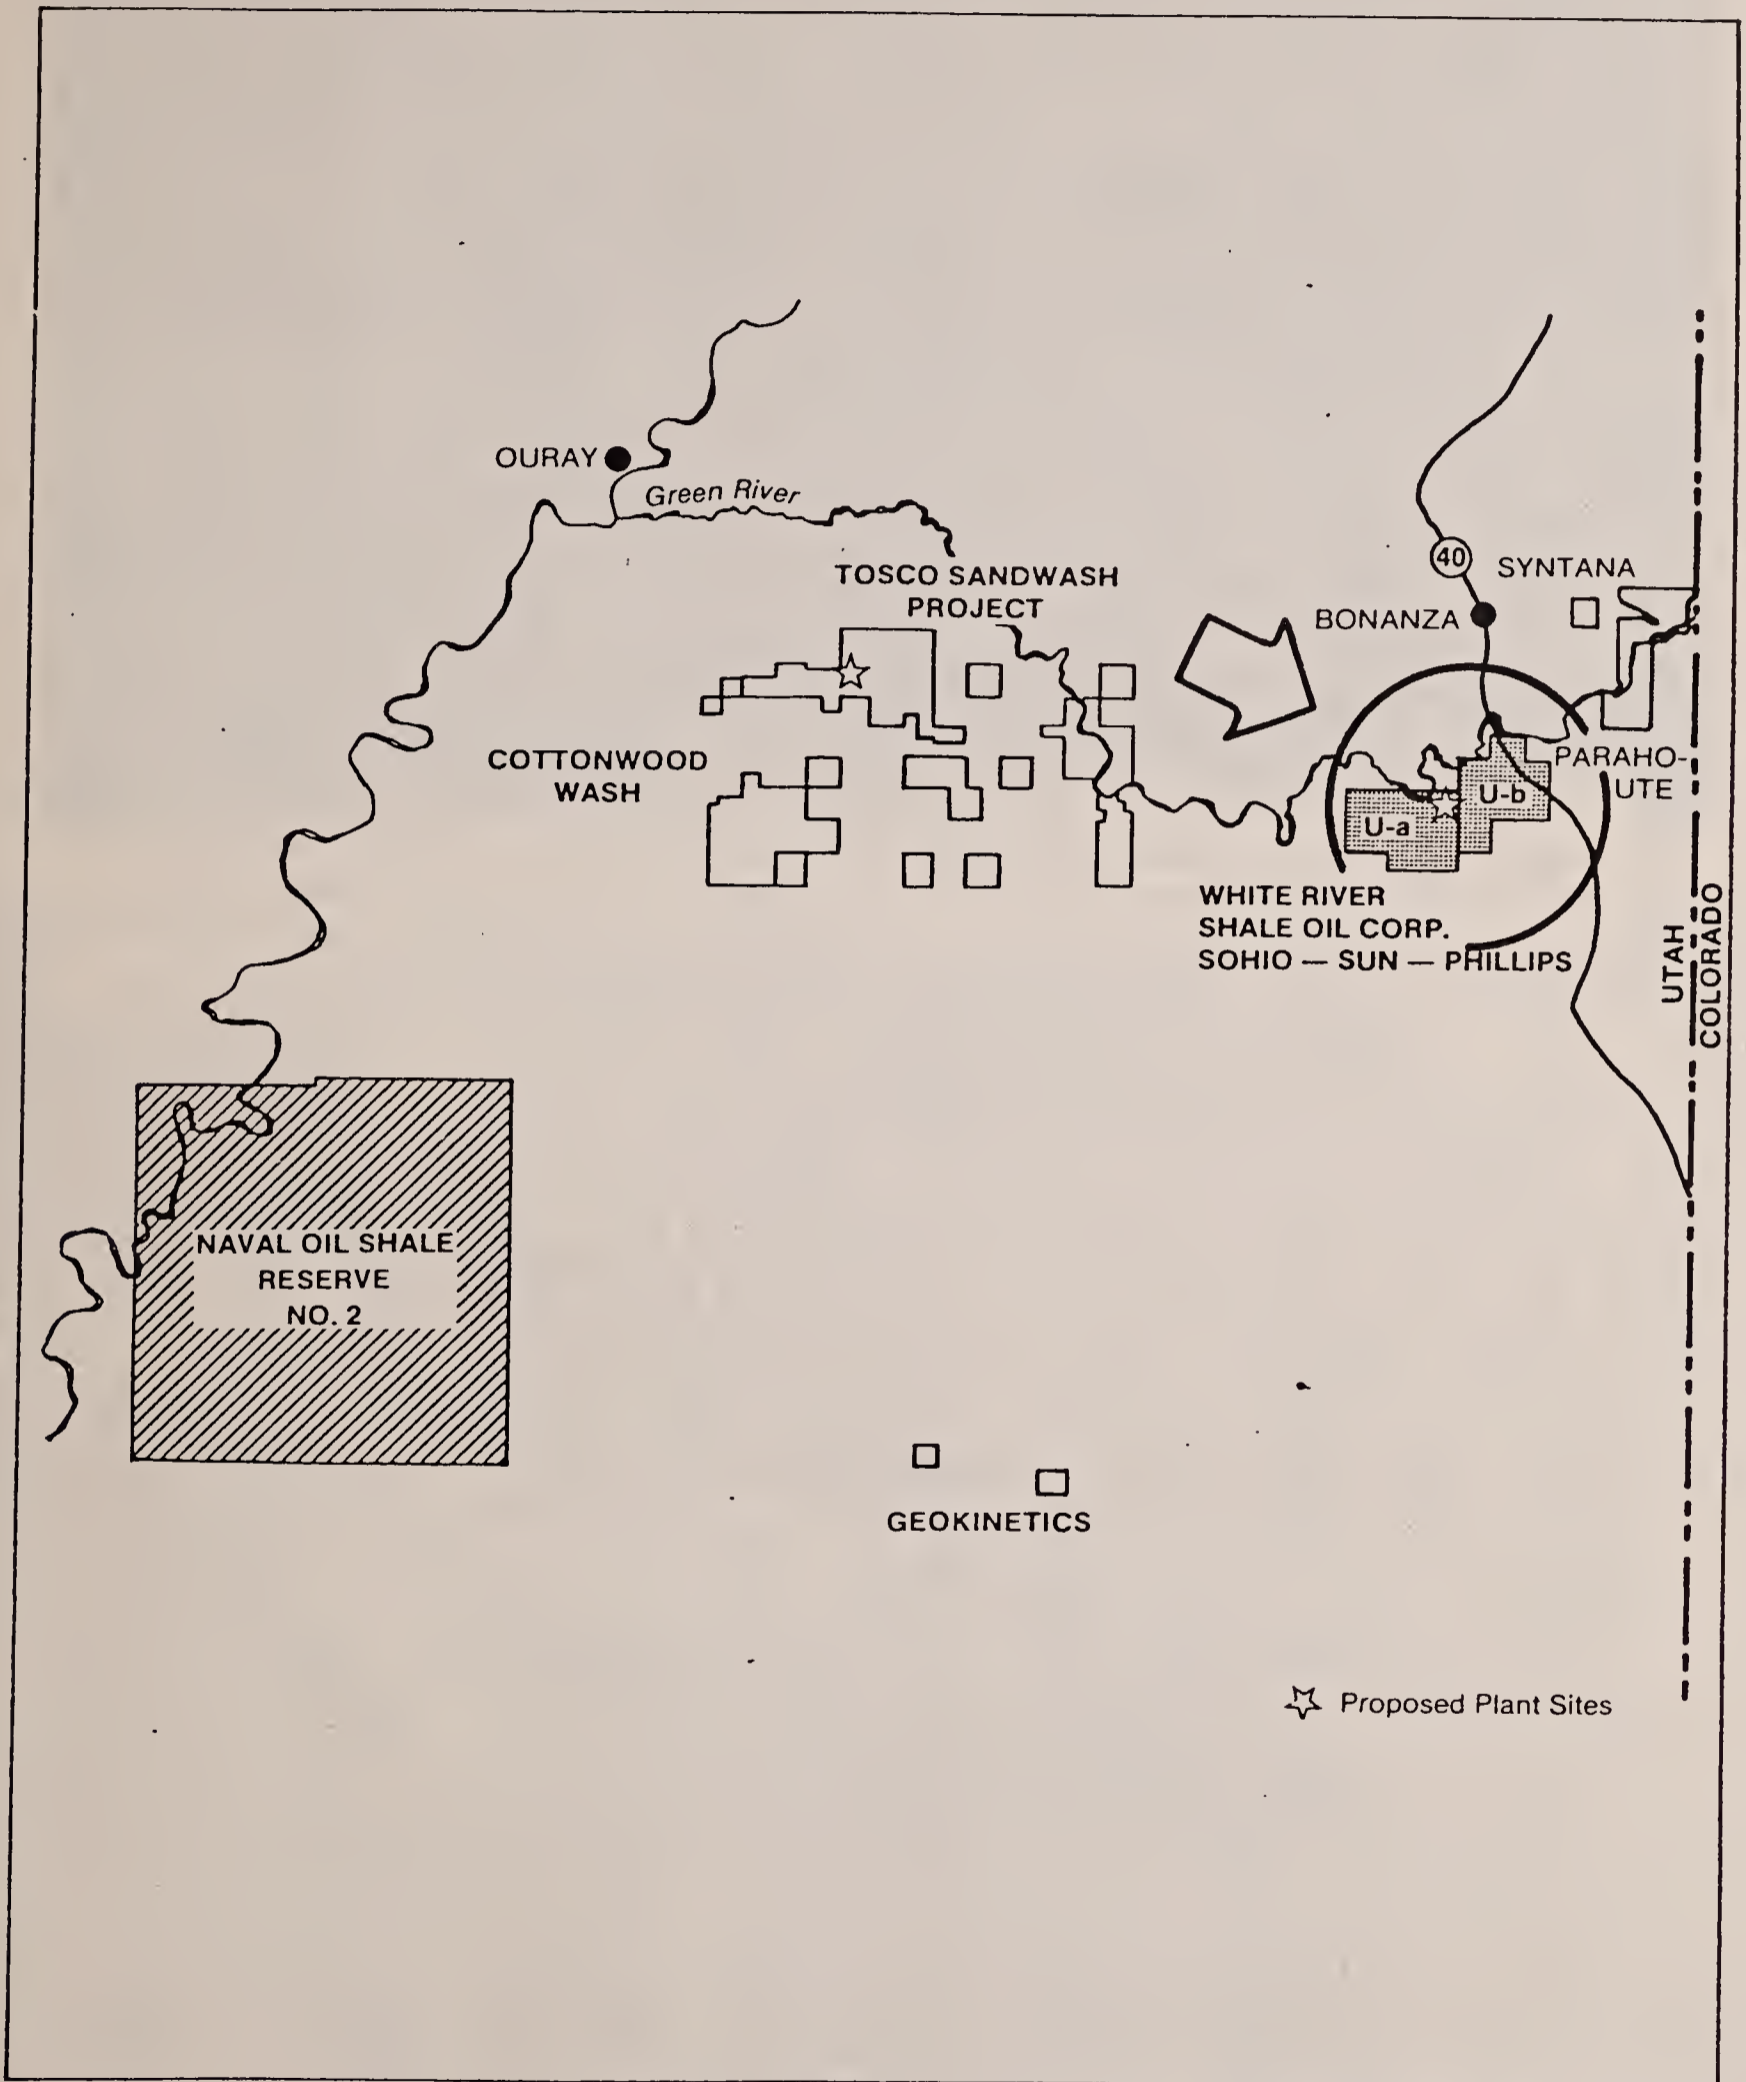 OURAY
Green River
TOSCO SANDWASH
PROJECT
40
SYNTANA
BONANZA
COTTONWOOD
WASH
PARAHO-
UTE
U-b
U-a
WHITE RIVER
SHALE OIL CORP.
SOHIO — SUN — PHILLIPS
UTAH
COLORADO
NAVAL OIL SHALE
RESERVE
NO. 2
GEOKINETICS
Proposed Plant Sites